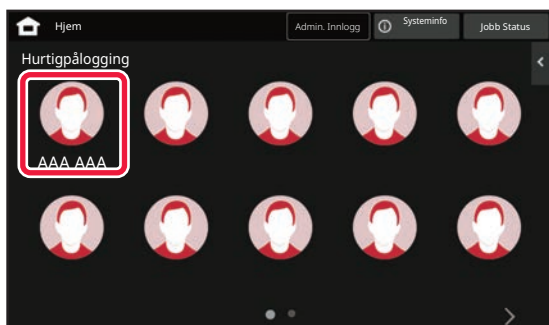 Hjem
Admin. Innlogg
Systeminfo
Jobb Status
Hurtigpålogging
AAA AAA